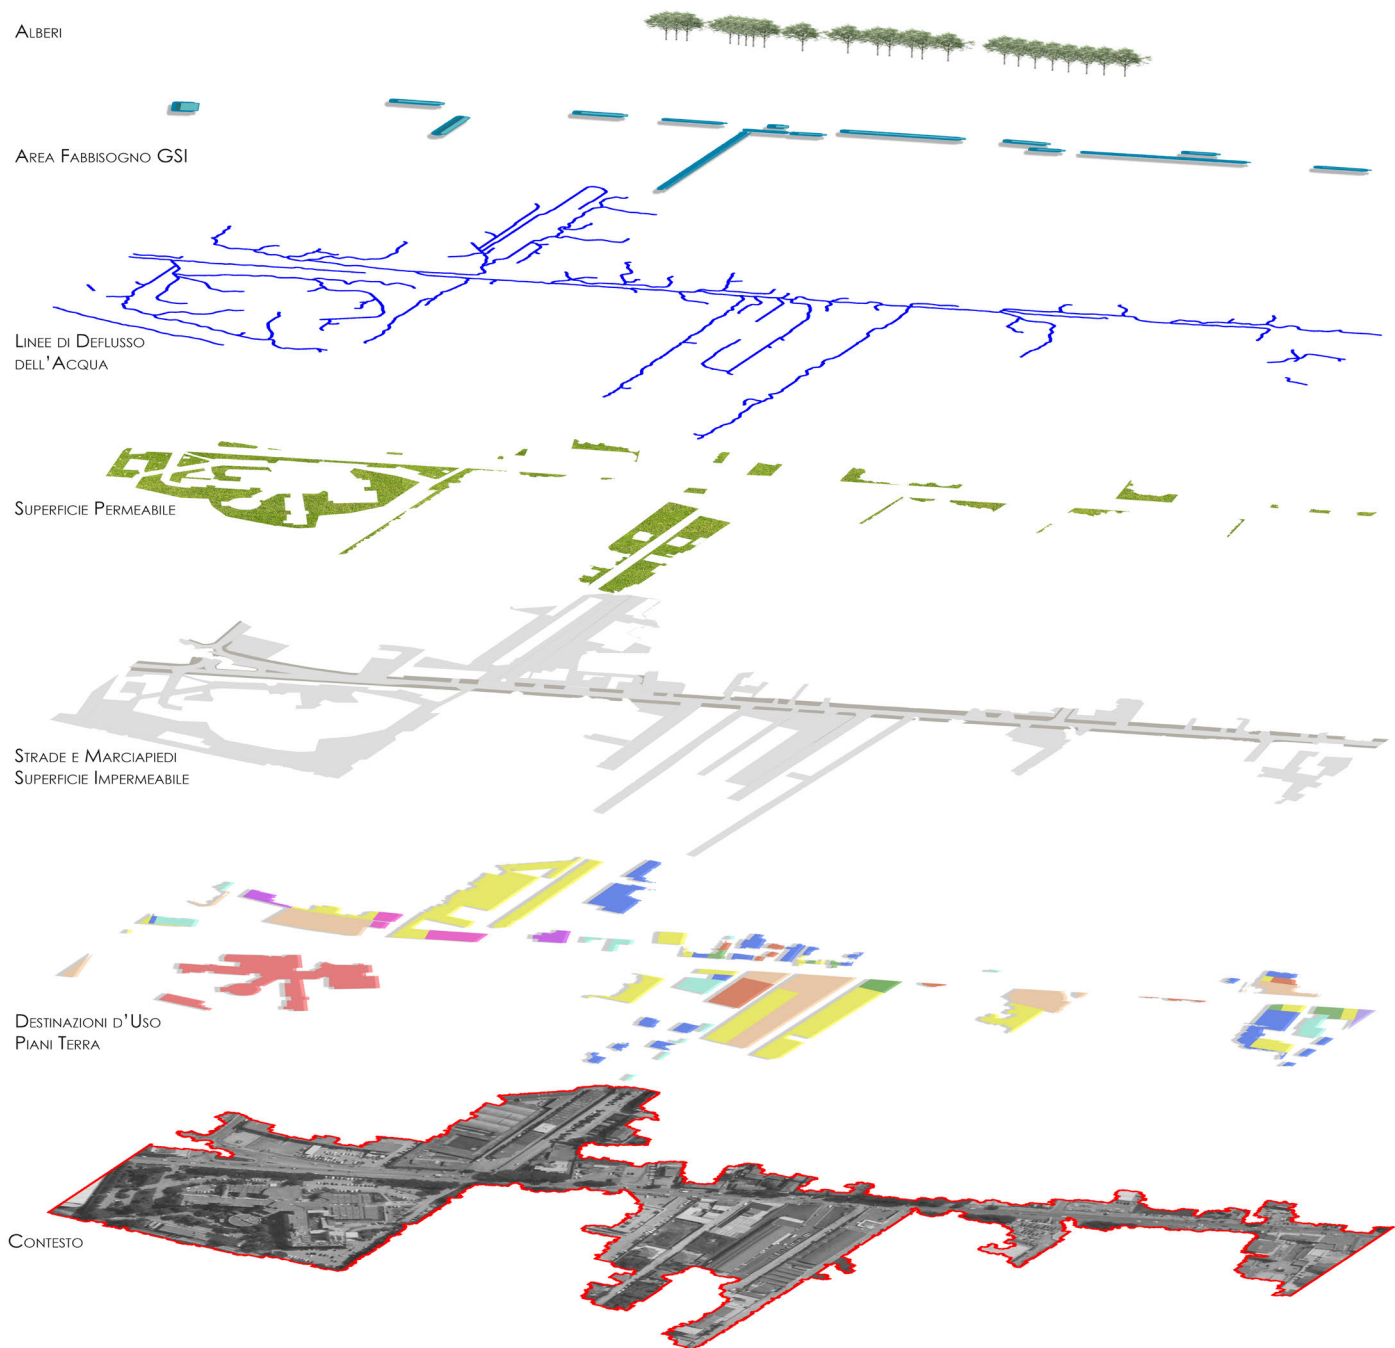 Alberi
Area Fabbisogno GSI
Linee di Deflusso
dell'Acqua
Superficie Permeabile
Strade e Marciapiedi
Superficie Impermeabile
Destinazioni d'Uso
Piani Terra
Contesto